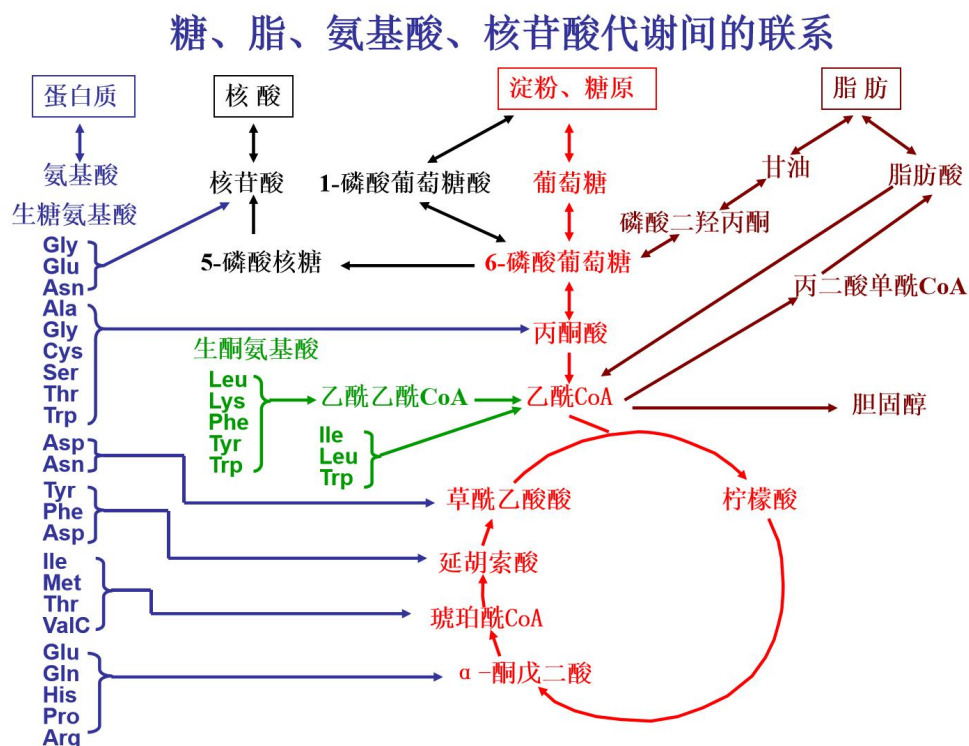 糖、脂、氨基酸、核苷酸代谢间的联系
蛋白质
核 酸
淀粉、糖原
脂 肪
氨基酸
核苷酸
1-磷酸葡萄糖酸
葡萄糖
甘油
脂肪酸
生糖氨基酸
磷酸二羟丙酮
Gly
Glu
Asn
5-磷酸核糖
6-磷酸葡萄糖
丙二酸单酰CoA
Ala
Gly
Cys
Ser
Thr
Trp
丙酮酸
生酮氨基酸
Leu
Lys
Phe
Tyr
Trp
乙酰乙酰CoA
乙酰CoA
胆固醇
Ile
Leu
Trp
Asp
Asn
草酰乙酸酸
柠檬酸
Tyr
Phe
Asp
延胡索酸
Ile
Met
Thr
ValC
琥珀酰CoA
Glu
Gln
His
Pro
Arg
α-酮戊二酸